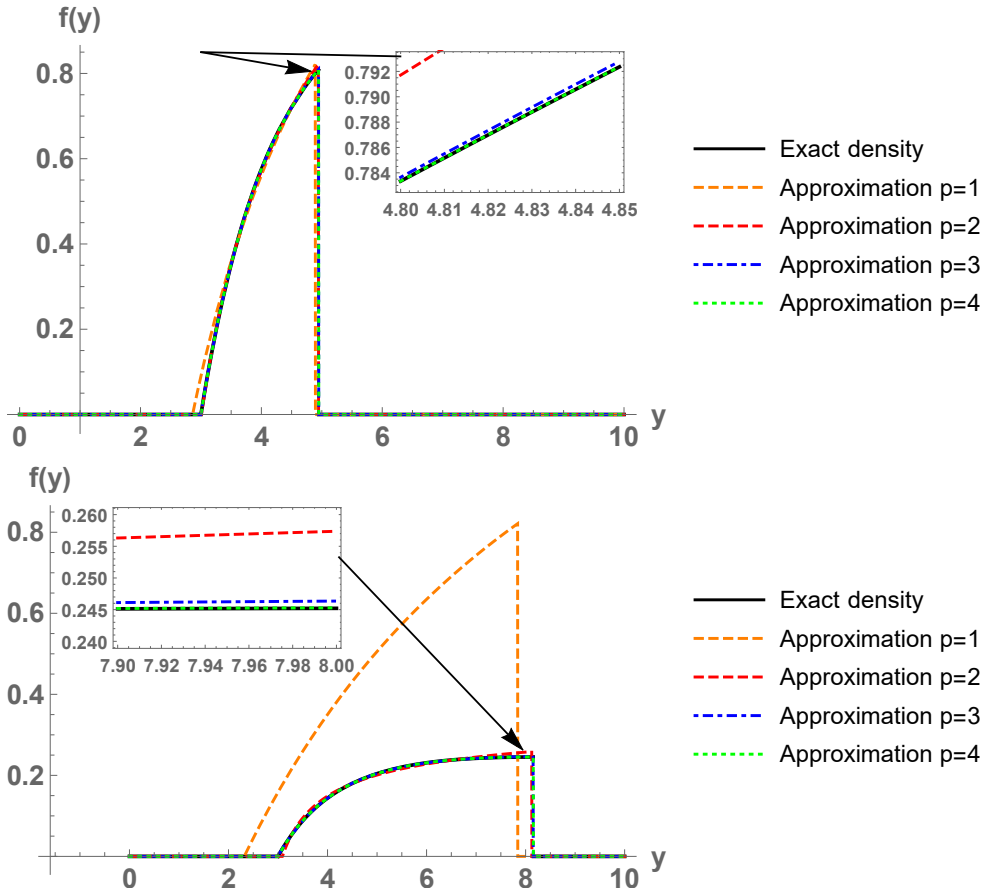 f(y)
0.8
0.6
0.4
0.2
0 2 4 6 8 10 y
0.792
0.790
0.788
0.786
0.784
4.80 4.81 4.82 4.83 4.84 4.85
Exact density
Approximation p=1
Approximation p=2
Approximation p=3
Approximation p=4
f(y)
0.8
0.6
0.4
0.2
0 2 4 6 8 10 y
0.260
0.255
0.250
0.245
0.240
7.90 7.92 7.94 7.96 7.98 8.00
Exact density
Approximation p=1
Approximation p=2
Approximation p=3
Approximation p=4